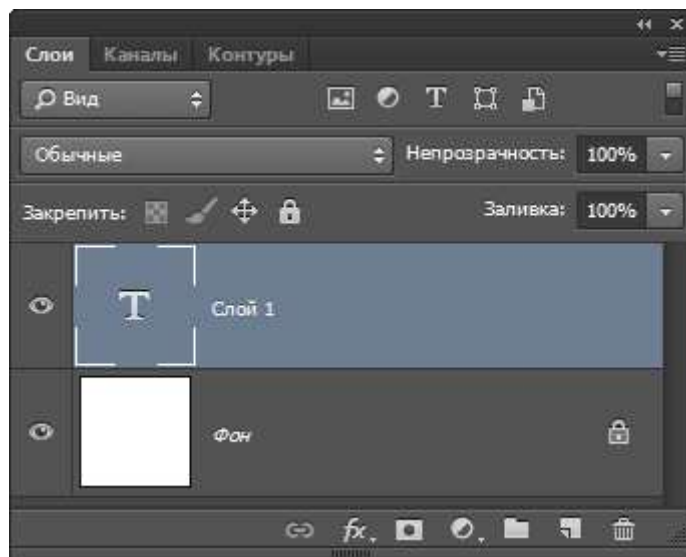 Слои Каналы Контуры
Вид T
Обычные Непрозрачность: 100%
Закрепить: Заливка: 100%
T Слой 1
Фон
fx.